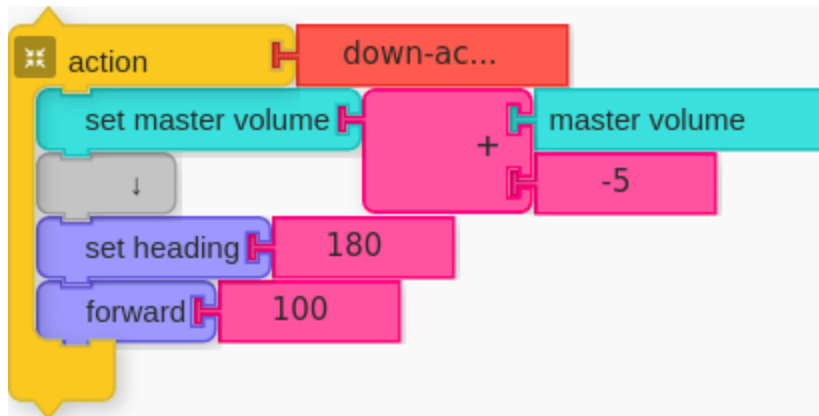 action down-ac...
set master volume + master volume
↓ -5
set heading 180
forward 100